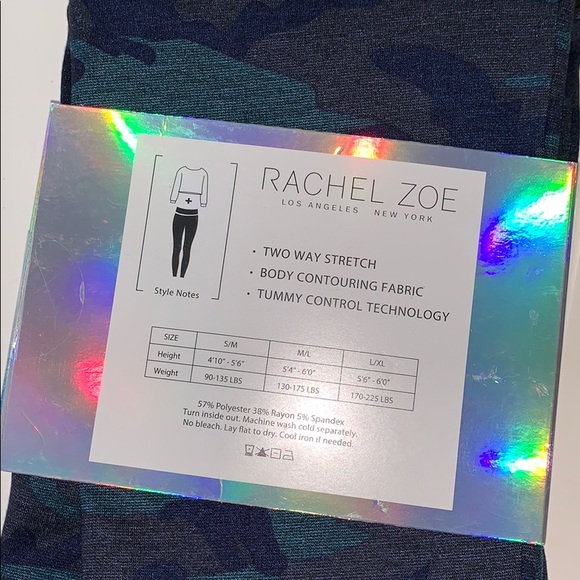 RACHEL ZOE
LOS ANGELES NEW YORK
• TWO WAY STRETCH
• BODY CONTOURING FABRIC
• TUMMY CONTROL TECHNOLOGY
Style Notes
SIZE S/M M/L L/XL
Height 4'10" - 5'6" 5'4" - 6'0" 5'6" - 6'0"
Weight 90-135 LBS 130-175 LBS 170-225 LBS
57% Polyester 38% Rayon 5% Spandex
Turn inside out. Machine wash cold separately.
No bleach. Lay flat to dry. Cool iron if needed.